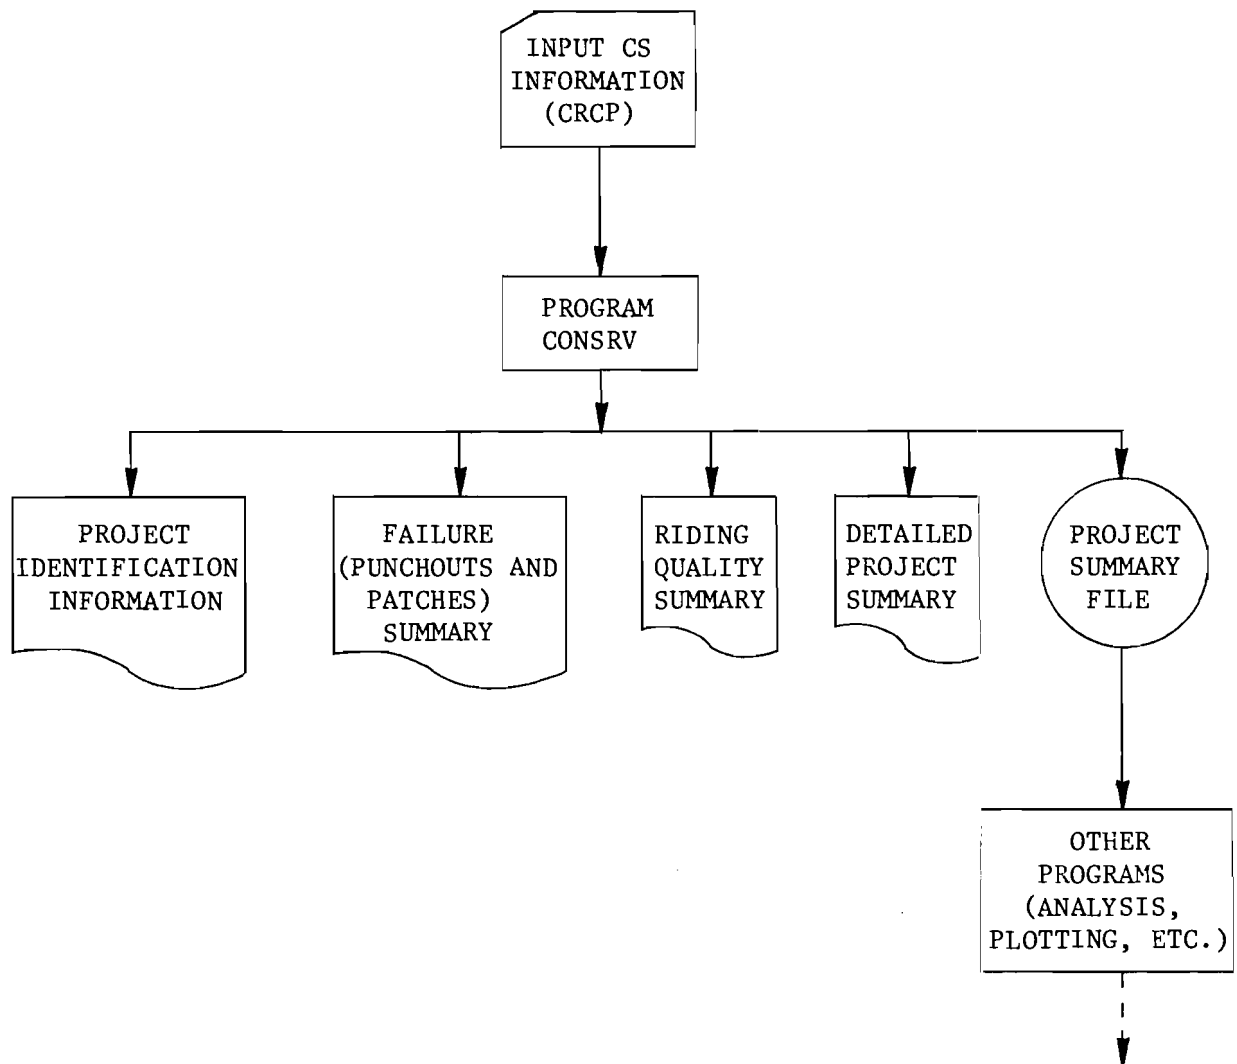 INPUT CS
INFORMATION
(CRCP)
PROGRAM
CONSRV
PROJECT
IDENTIFICATION
INFORMATION
FAILURE
(PUNCHOUTS AND
PATCHES)
SUMMARY
RIDING
QUALITY
SUMMARY
DETAILED
PROJECT
SUMMARY
PROJECT
SUMMARY
FILE
OTHER
PROGRAMS
(ANALYSIS,
PLOTTING, ETC.)